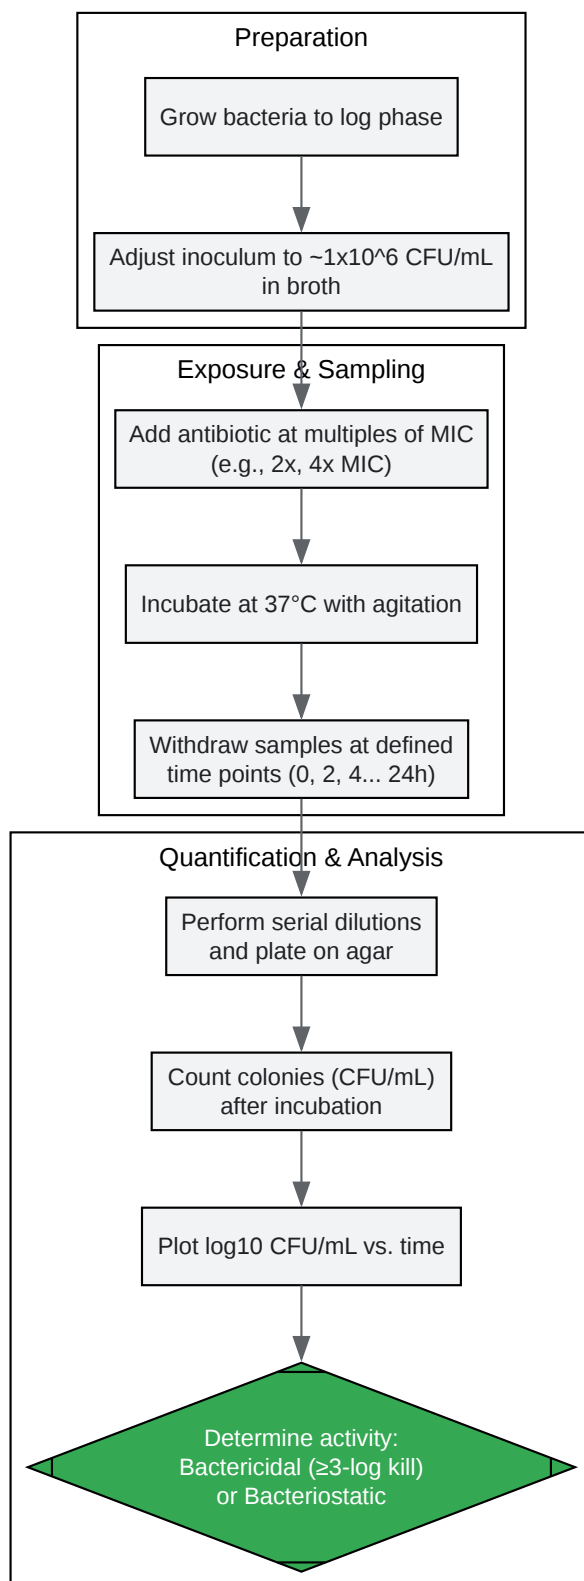 Preparation
Grow bacteria to log phase
Adjust inoculum to ~1x10^6 CFU/mL
in broth
Exposure & Sampling
Add antibiotic at multiples of MIC
(e.g., 2x, 4x MIC)
Incubate at 37°C with agitation
Withdraw samples at defined
time points (0, 2, 4... 24h)
Quantification & Analysis
Perform serial dilutions
and plate on agar
Count colonies (CFU/mL)
after incubation
Plot log10 CFU/mL vs. time
Determine activity:
Bactericidal (≥3-log kill)
or Bacteriostatic